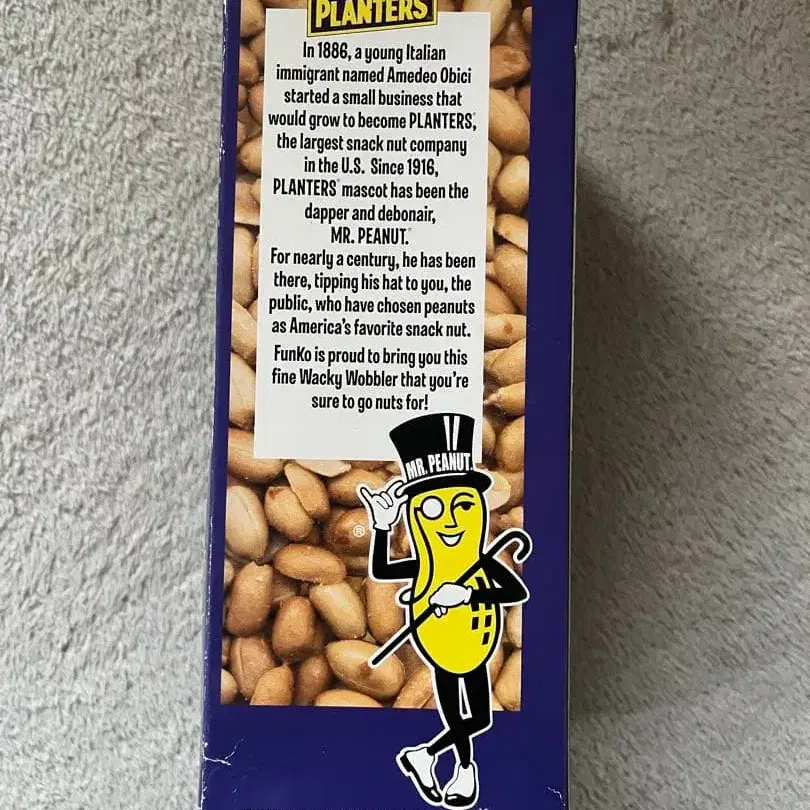 PLANTERS®
In 1886, a young Italian
immigrant named Amedeo Obici
started a small business that
would grow to become PLANTERS®,
the largest snack nut company
in the U.S. Since 1916,
PLANTERS® mascot has been the
dapper and debonair,
MR. PEANUT.®
For nearly a century, he has been
there, tipping his hat to you, the
public, who have chosen peanuts
as America's favorite snack nut.
FunKo is proud to bring you this
fine Wacky Wobbler that you're
sure to go nuts for!
MR. PEANUT
®